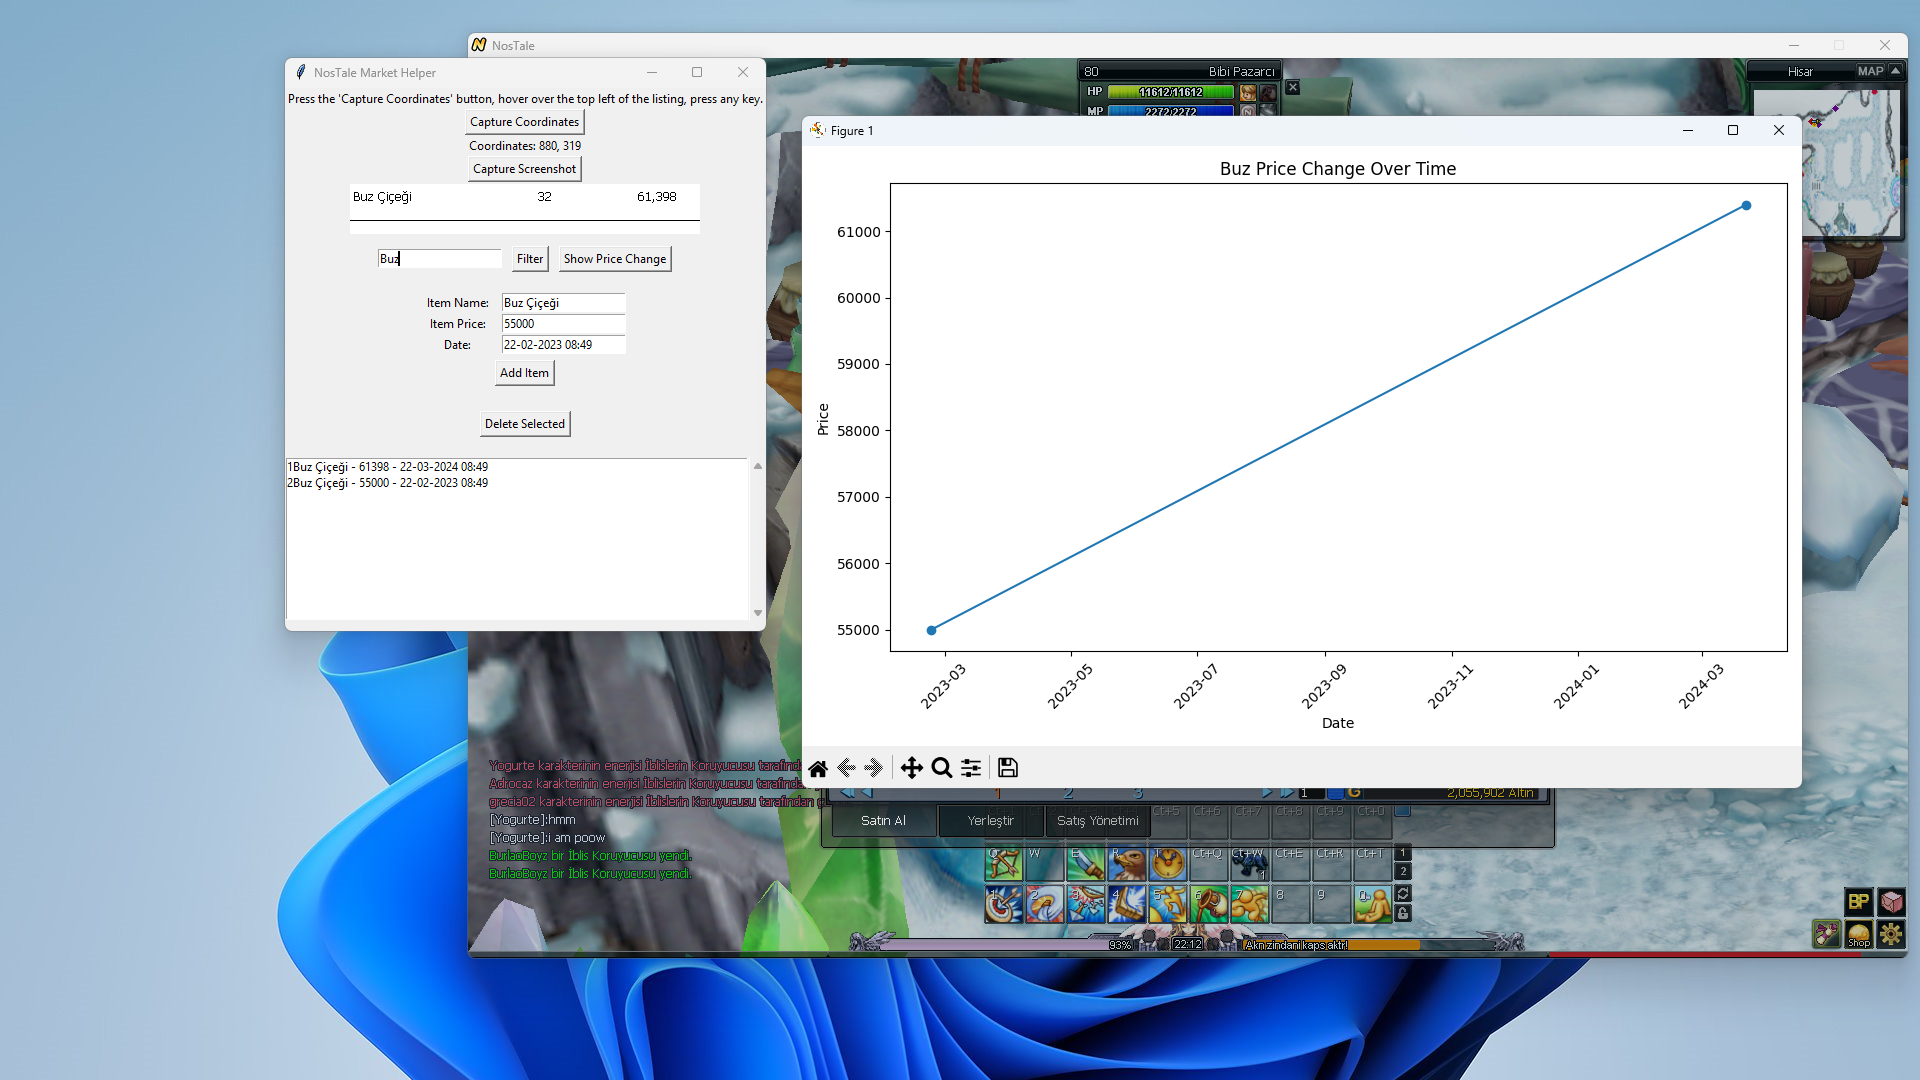 NosTale
NosTale Market Helper
Press the 'Capture Coordinates' button, hover over the top left of the listing, press any key.
Capture Coordinates
Coordinates: 880, 319
Capture Screenshot
Buz Çiçeği 32 61,398
Buz
Filter
Show Price Change
Item Name: Buz Çiçeği
Item Price: 55000
Date: 22-02-2023 08:49
Add Item
Delete Selected
1Buz Çiçeği - 61398 - 22-03-2024 08:49
2Buz Çiçeği - 55000 - 22-02-2023 08:49
80 Bibi Pazarcı
HP 11612/11612
MP 2272/2272
Hisar MAP
Figure 1
Buz Price Change Over Time
61000
60000
59000
58000
57000
56000
55000
Price
2023-03
2023-05
2023-07
2023-09
2023-11
2024-01
2024-03
Date
Yogurte karakterinin enerjisi İblislerin Koruyucusu tarafında
Adrocaz karakterinin enerjisi İblislerin Koruyucusu tarafında
grecia02 karakterinin enerjisi İblislerin Koruyucusu tarafından g
[Yogurte]:hmm
[Yogurte]:i am poow
BurlaoBoyz bir İblis Koruyucusu yendi.
BurlaoBoyz bir İblis Koruyucusu yendi.
1 2 3 1 G 2,055,902 Altın
Satın Al Yerleştir Satış Yönetimi
Ct+5 Ct+6 Ct+7 Ct+8 Ct+9 Ct+0
Q W E R T Ct+Q Ct+W Ct+E Ct+R Ct+T 1
1 2
1 2 3 4 5 6 7 8 9 0
93% 22:12 Akn.izindani kaps aktr!
BP
Shop